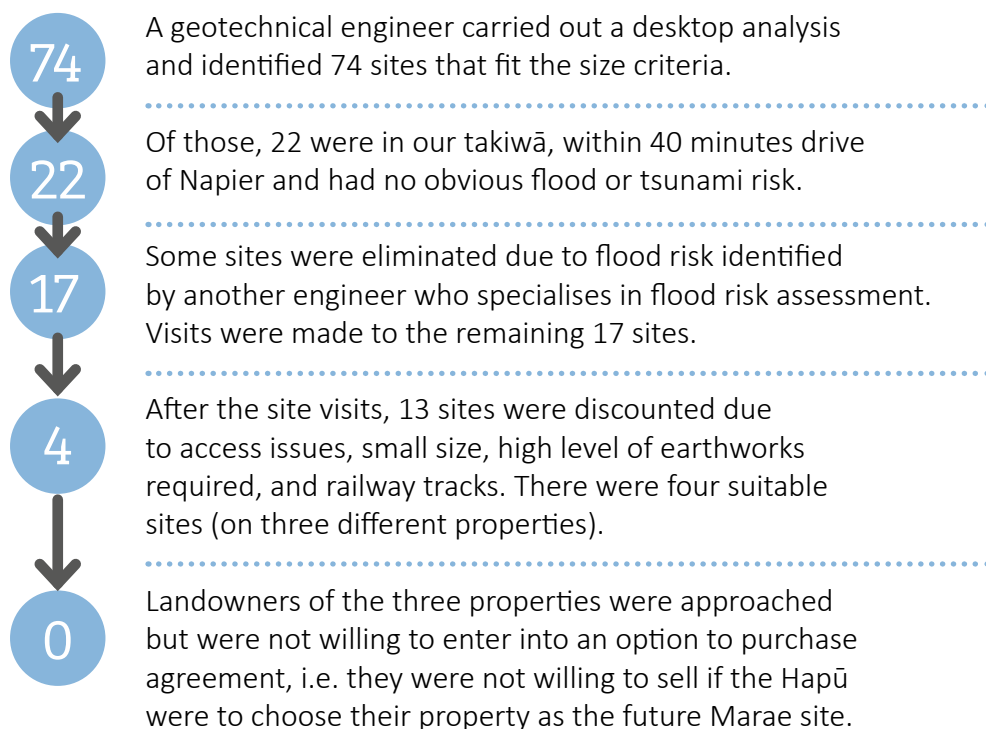 74
A geotechnical engineer carried out a desktop analysis
and identified 74 sites that fit the size criteria.
22
Of those, 22 were in our takiwā, within 40 minutes drive
of Napier and had no obvious flood or tsunami risk.
17
Some sites were eliminated due to flood risk identified
by another engineer who specialises in flood risk assessment.
Visits were made to the remaining 17 sites.
4
After the site visits, 13 sites were discounted due
to access issues, small size, high level of earthworks
required, and railway tracks. There were four suitable
sites (on three different properties).
0
Landowners of the three properties were approached
but were not willing to enter into an option to purchase
agreement, i.e. they were not willing to sell if the Hapū
were to choose their property as the future Marae site.